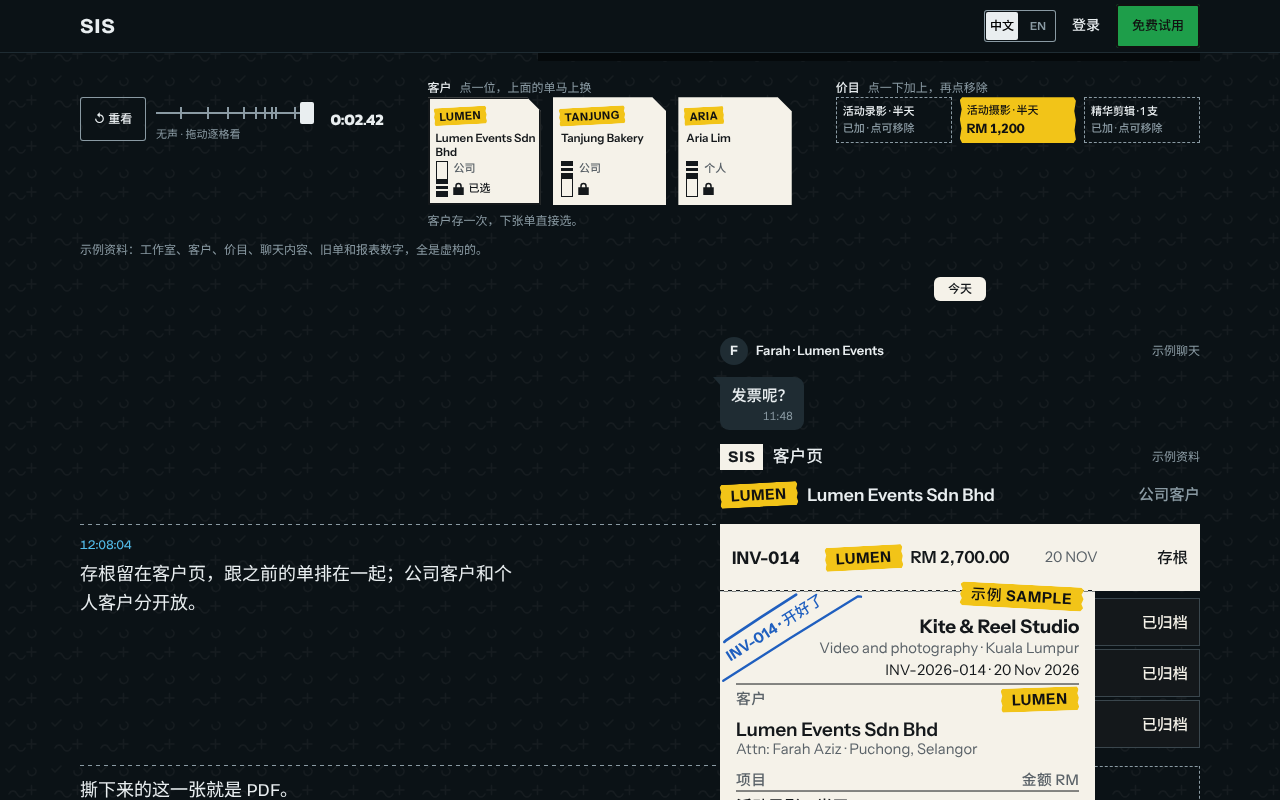 SIS
中文
EN
登录
免费试用
重看
无声·拖动逐格看
0:02.42
客户 点一位，上面的单马上换
LUMEN
Lumen Events Sdn Bhd
公司
已选
TANJUNG
Tanjung Bakery
公司
ARIA
Aria Lim
个人
客户存一次，下张单直接选。
价目 点一下加上，再点移除
活动录影·半天
已加·点可移除
活动摄影·半天
RM 1,200
精华剪辑·1支
已加·点可移除
示例资料：工作室、客户、价目、聊天内容、旧单和报表数字，全是虚构的。
今天
F
Farah·Lumen Events
示例聊天
发票呢？
11:48
SIS
客户页
示例资料
LUMEN
Lumen Events Sdn Bhd
公司客户
12:08:04
存根留在客户页，跟之前的单排在一起；公司客户和个
人客户分开放。
INV-014
LUMEN
RM 2,700.00
20 NOV
存根
示例 SAMPLE
INV-014·开好了
Kite & Reel Studio
Video and photography·Kuala Lumpur
INV-2026-014·20 Nov 2026
已归档
已归档
已归档
客户
LUMEN
Lumen Events Sdn Bhd
Attn: Farah Aziz·Puchong, Selangor
项目
金额 RM
撕下来的这一张就是 PDF。